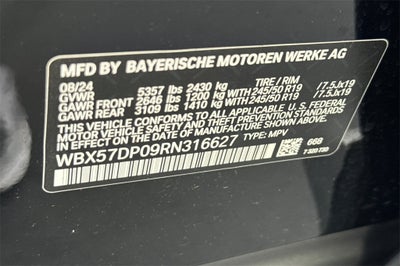 MFD BY BAYERISCHE MOTOREN WERKE AG
08/24 TIRE / RIM
GVWR 5357 lbs 2430 kg
GAWR FRONT 2646 lbs 1200 kg WITH 245/50 R19 / 7.5Jx19
GAWR REAR 3109 lbs 1410 kg WITH 245/50 R19 / 7.5Jx19
THIS VEHICLE CONFORMS TO ALL APPLICABLE U.S. FEDERAL
MOTOR VEHICLE SAFETY STANDARDS
IN EFFECT ON THE DATE OF MANUFACTURE SHOWN ABOVE.
WBX57DP09RN316627 TYPE: MPV
668
7 320 730